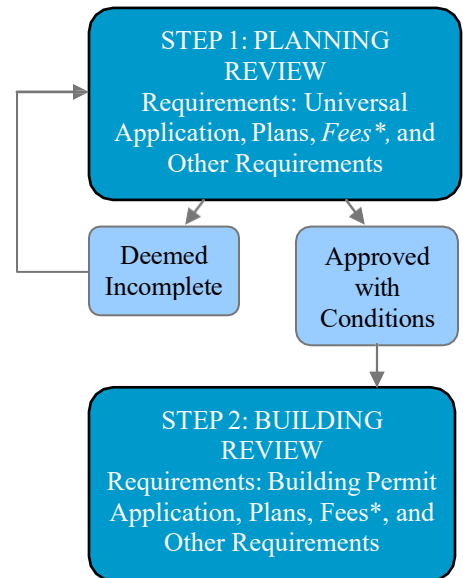 STEP 1: PLANNING
REVIEW
Requirements: Universal
Application, Plans, Fees*, and
Other Requirements
Deemed
Incomplete
Approved
with
Conditions
STEP 2: BUILDING
REVIEW
Requirements: Building Permit
Application, Plans, Fees*, and
Other Requirements